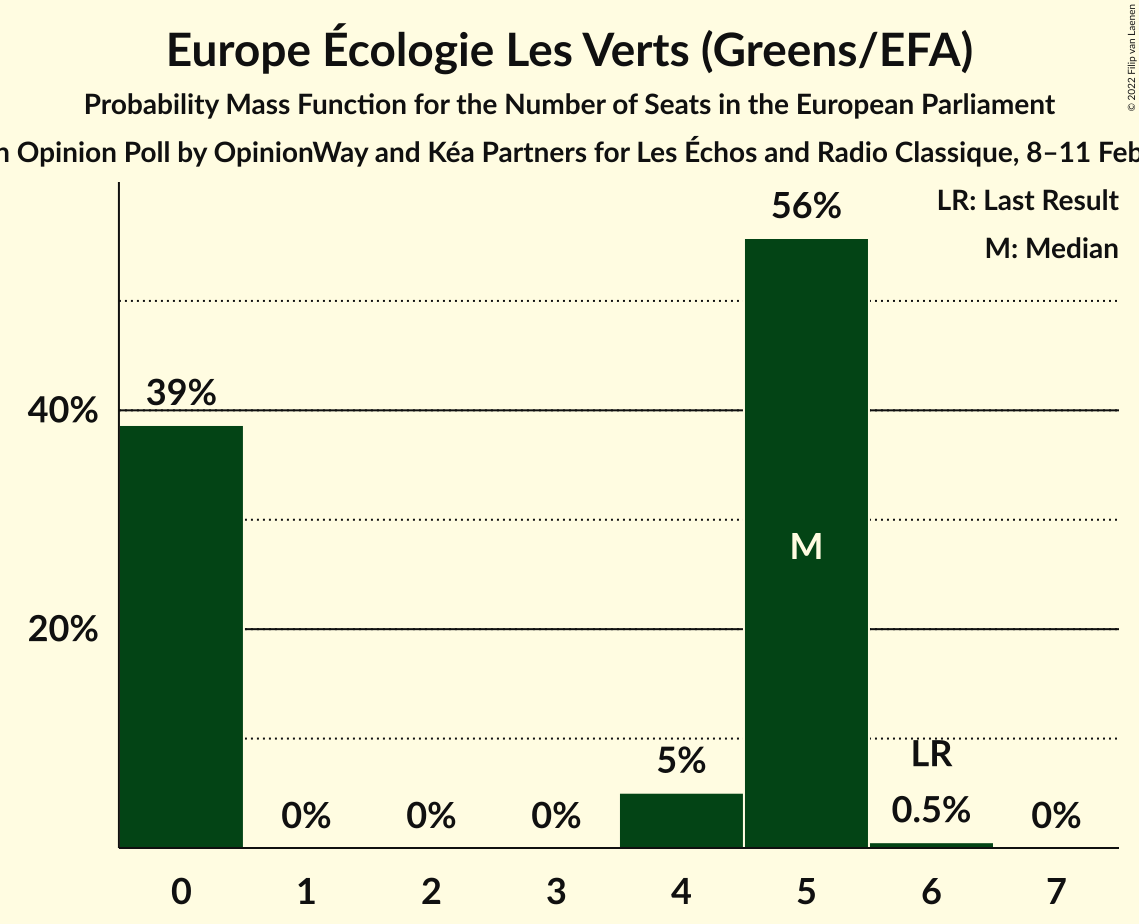 Europe Écologie Les Verts (Greens/EFA)
Probability Mass Function for the Number of Seats in the European Parliament
Opinion Poll by OpinionWay and Kéa Partners for Les Échos and Radio Classique, 8–11 Feb
© 2022 Filip van Laenen
LR: Last Result
M: Median
56%
39%
40%
M
20%
5%
LR
0% 0% 0% 0.5% 0%
0 1 2 3 4 5 6 7